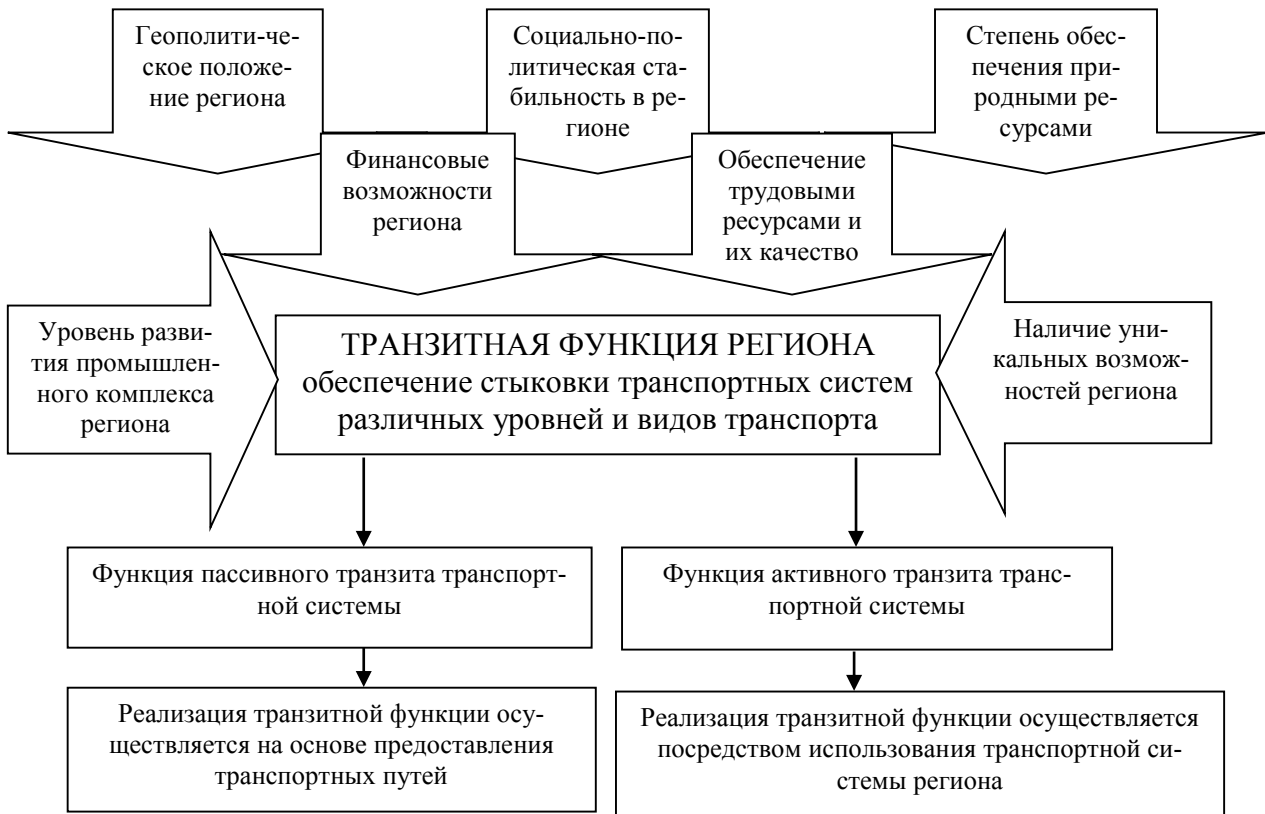 Геополити-че-
ское положе-
ние региона
Социально-по-
литическая ста-
бильность в ре-
гионе
Степень обес-
печения при-
родными ре-
сурсами
Финансовые
возможности
региона
Обеспечение
трудовыми
ресурсами и
их качество
Уровень разви-
тия промышлен-
ного комплекса
региона
ТРАНЗИТНАЯ ФУНКЦИЯ РЕГИОНА
обеспечение стыковки транспортных систем
различных уровней и видов транспорта
Наличие уни-
кальных возмож-
ностей региона
Функция пассивного транзита транспорт-
ной системы
Функция активного транзита транс-
портной системы
Реализация транзитной функции осу-
ществляется на основе предоставления
транспортных путей
Реализация транзитной функции осуществляется
посредством использования транспортной си-
стемы региона